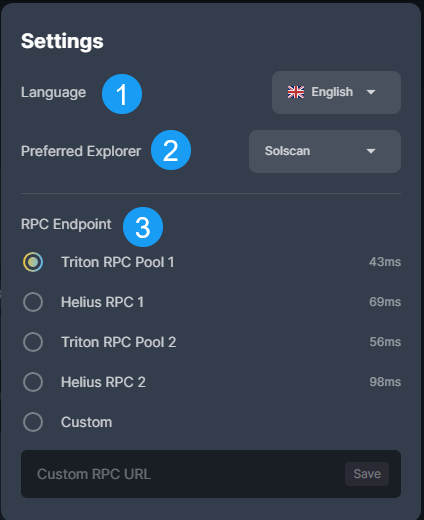 Settings
Language 1 English
Preferred Explorer 2 Solscan
RPC Endpoint 3
Triton RPC Pool 1 43ms
Helius RPC 1 69ms
Triton RPC Pool 2 56ms
Helius RPC 2 98ms
Custom
Custom RPC URL Save